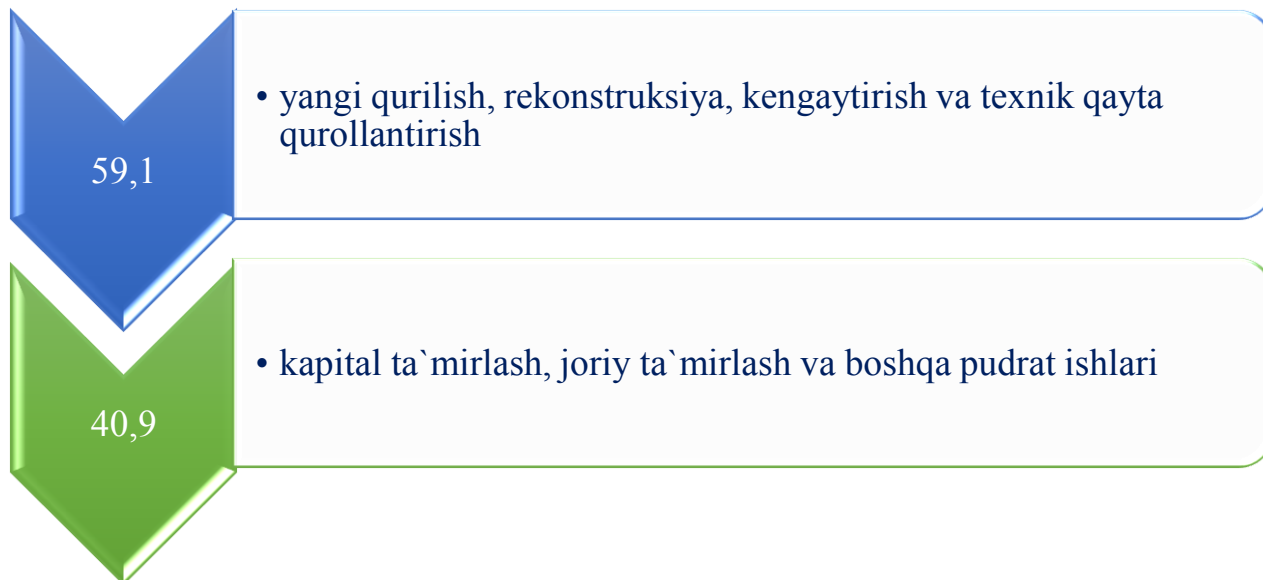 59,1
• yangi qurilish, rekonstruksiya, kengaytirish va texnik qayta
qurollantirish
40,9
• kapital ta`mirlash, joriy ta`mirlash va boshqa pudrat ishlari